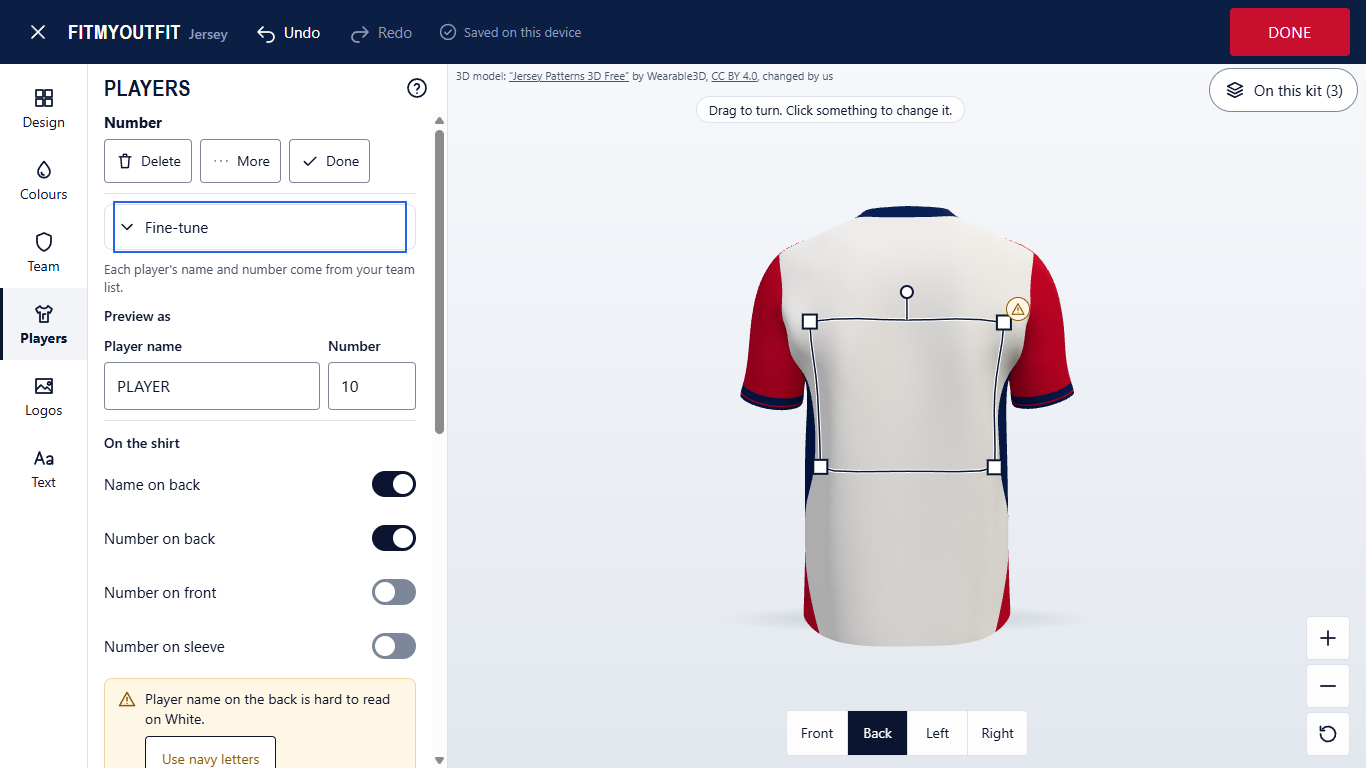 FITMYOUTFIT Jersey
Undo
Redo
Saved on this device
DONE
Design
Colours
Team
Players
Logos
Aa
Text
PLAYERS
Number
Delete
More
Done
Fine-tune
Each player's name and number come from your team
list.
Preview as
Player name
Number
PLAYER
10
On the shirt
Name on back
Number on back
Number on front
Number on sleeve
Player name on the back is hard to read
on White.
Use navy letters
3D model: "Jersey Patterns 3D Free" by Wearable3D, CC BY 4.0, changed by us
Drag to turn. Click something to change it.
On this kit (3)
Front
Back
Left
Right